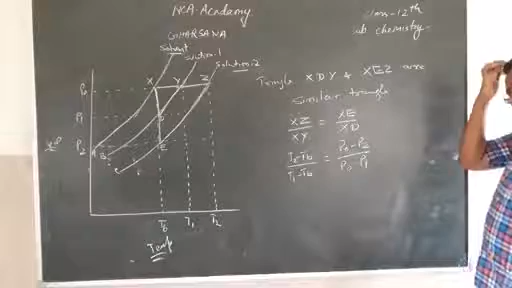 NCA-Academy
GHARSANA
class-12th
sub chemistry
solvent
solution-1
solution-2
Temple XDY & XEZ are
similar triangle
XZ/XY = XE/XD
T2-Tb/T1-Tb = P0-P2/P0-P1
X Y Z
P0
P1
P2
A B
D
E
Tb T1 T2
Temp